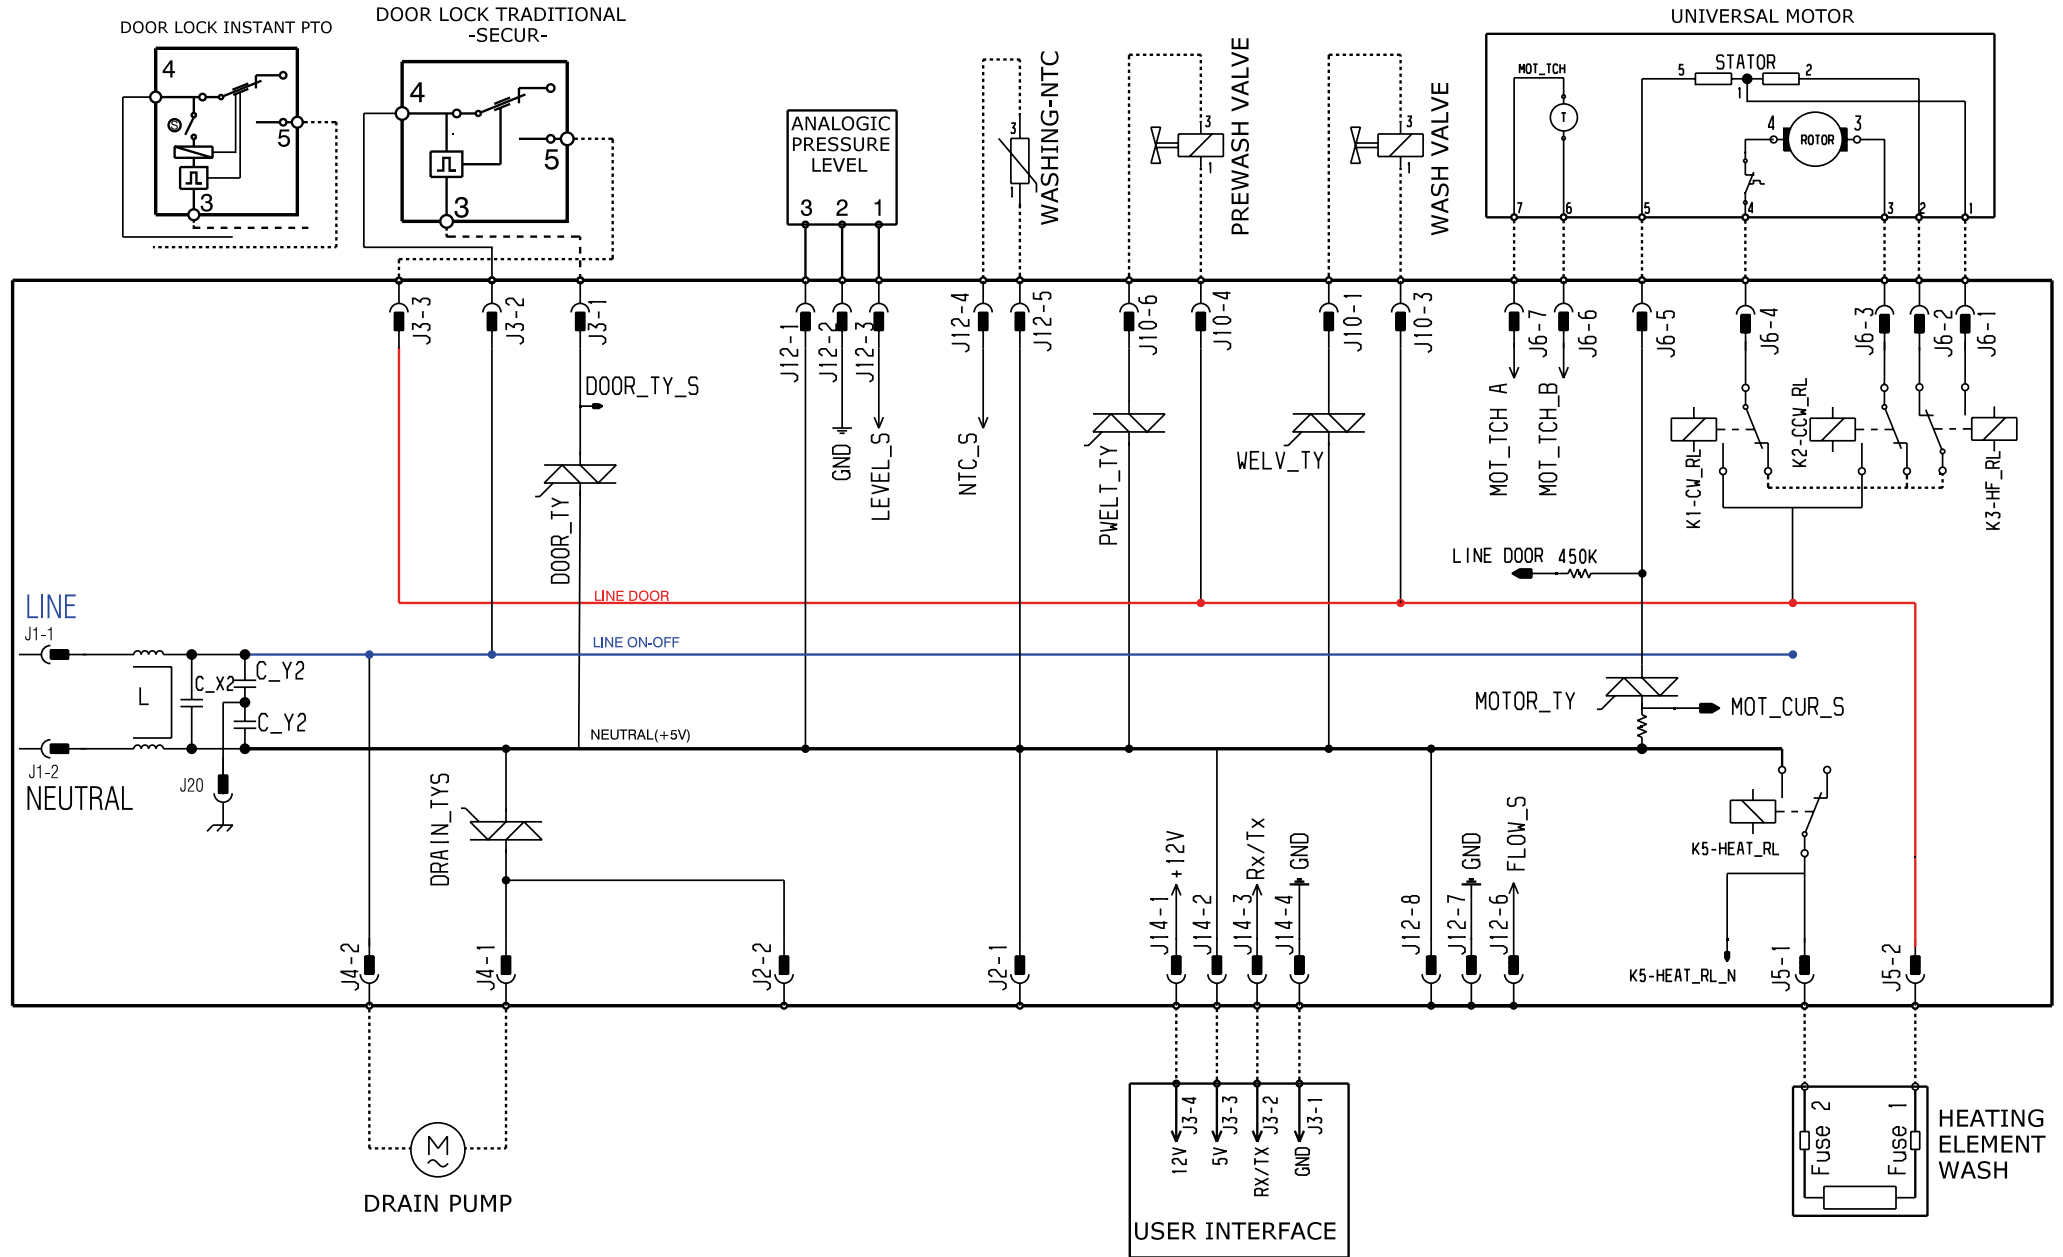 DOOR LOCK INSTANT PTO
DOOR LOCK TRADITIONAL
-SECUR-
UNIVERSAL MOTOR
4
S
5
3
4
5
3
ANALOGIC
PRESSURE
LEVEL
3 2 1
WASHING-NTC
3
1
PREWASH VALVE
3
1
WASH VALVE
3
1
MOT_TCH
T
STATOR
5
1
2
4
ROTOR
3
7 6 5 4 3 2 1
J3-3
J3-2
J3-1
J12-1
J12-2
J12-3
J12-4
J12-5
J10-6
J10-4
J10-1
J10-3
J6-7
J6-6
J6-5
J6-4
J6-3
J6-2
J6-1
DOOR_TY_S
DOOR_TY
GND
LEVEL_S
NTC_S
PWELT_TY
WELV_TY
MOT_TCH A
MOT_TCH_B
K1-CW_RL
K2-CCW_RL
K3-HF_RL
LINE DOOR 450K
LINE DOOR
LINE ON-OFF
LINE
J1-1
L
C_X2
C_Y2
C_Y2
J1-2
NEUTRAL
J20
NEUTRAL(+5V)
MOTOR_TY
MOT_CUR_S
DRAIN_TYS
K5-HEAT_RL
K5-HEAT_RL_N
+12V
Rx/Tx
GND
GND
FLOW_S
J4-2
J4-1
J2-2
J2-1
J14-1
J14-2
J14-3
J14-4
J12-8
J12-7
J12-6
J5-1
J5-2
M
DRAIN PUMP
J3-4
J3-3
J3-2
J3-1
12V
5V
RX/TX
GND
USER INTERFACE
Fuse 2
Fuse 1
HEATING
ELEMENT
WASH